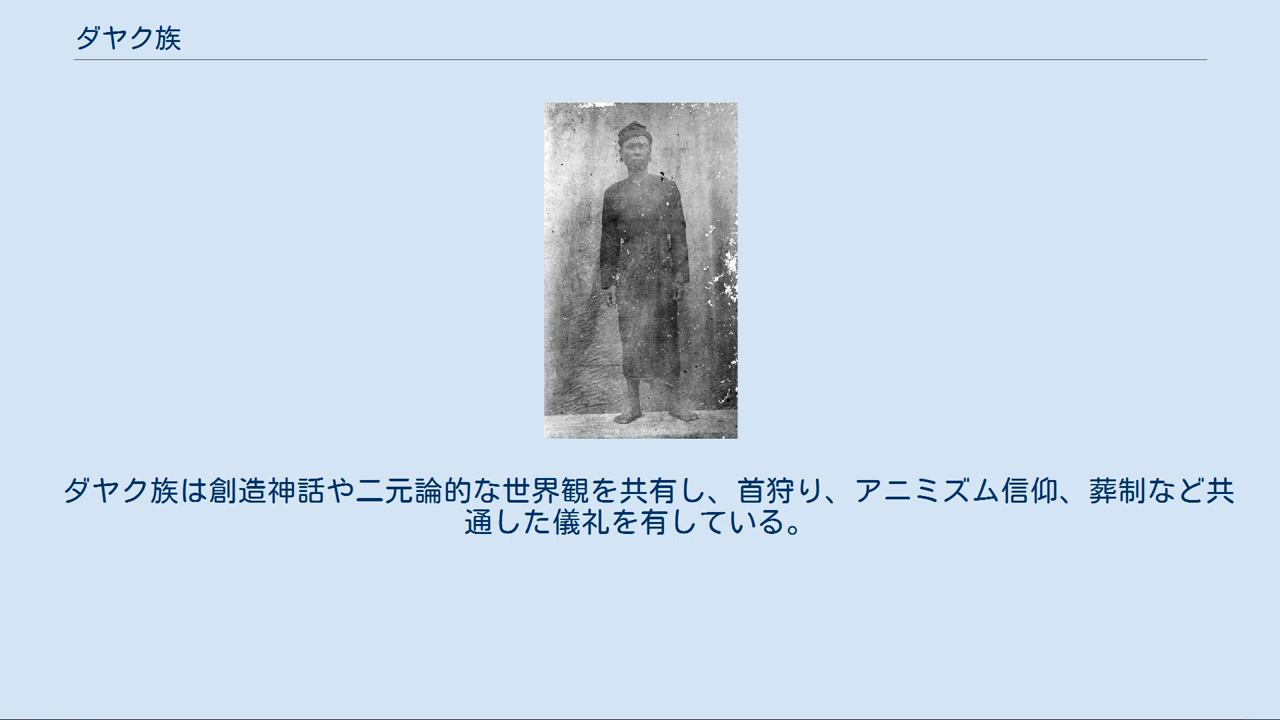 ダヤク族
ダヤク族は創造神話や二元論的な世界観を共有し、首狩り、アニミズム信仰、葬制など共
通した儀礼を有している。